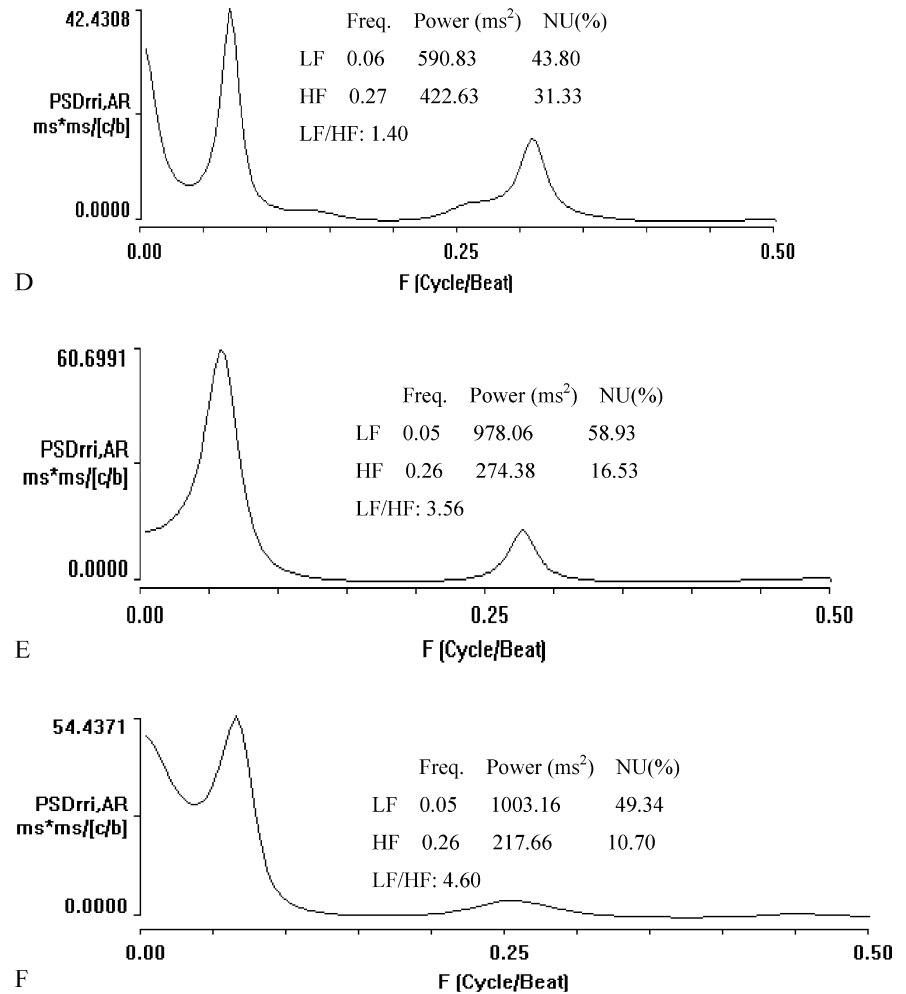 42.4308
Freq. Power (ms²) NU(%)
LF 0.06 590.83 43.80
PSDrri,AR
HF 0.27 422.63 31.33
ms*ms/[c/b]
LF/HF: 1.40
0.0000
0.00 0.25 0.50
D
F [Cycle/Beat]
60.6991
Freq. Power (ms²) NU(%)
LF 0.05 978.06 58.93
PSDrri,AR
HF 0.26 274.38 16.53
ms*ms/[c/b]
LF/HF: 3.56
0.0000
0.00 0.25 0.50
E
F [Cycle/Beat]
54.4371
Freq. Power (ms²) NU(%)
LF 0.05 1003.16 49.34
PSDrri,AR
ms*ms/[c/b]
HF 0.26 217.66 10.70
LF/HF: 4.60
0.0000
0.00 0.25 0.50
F
F [Cycle/Beat]